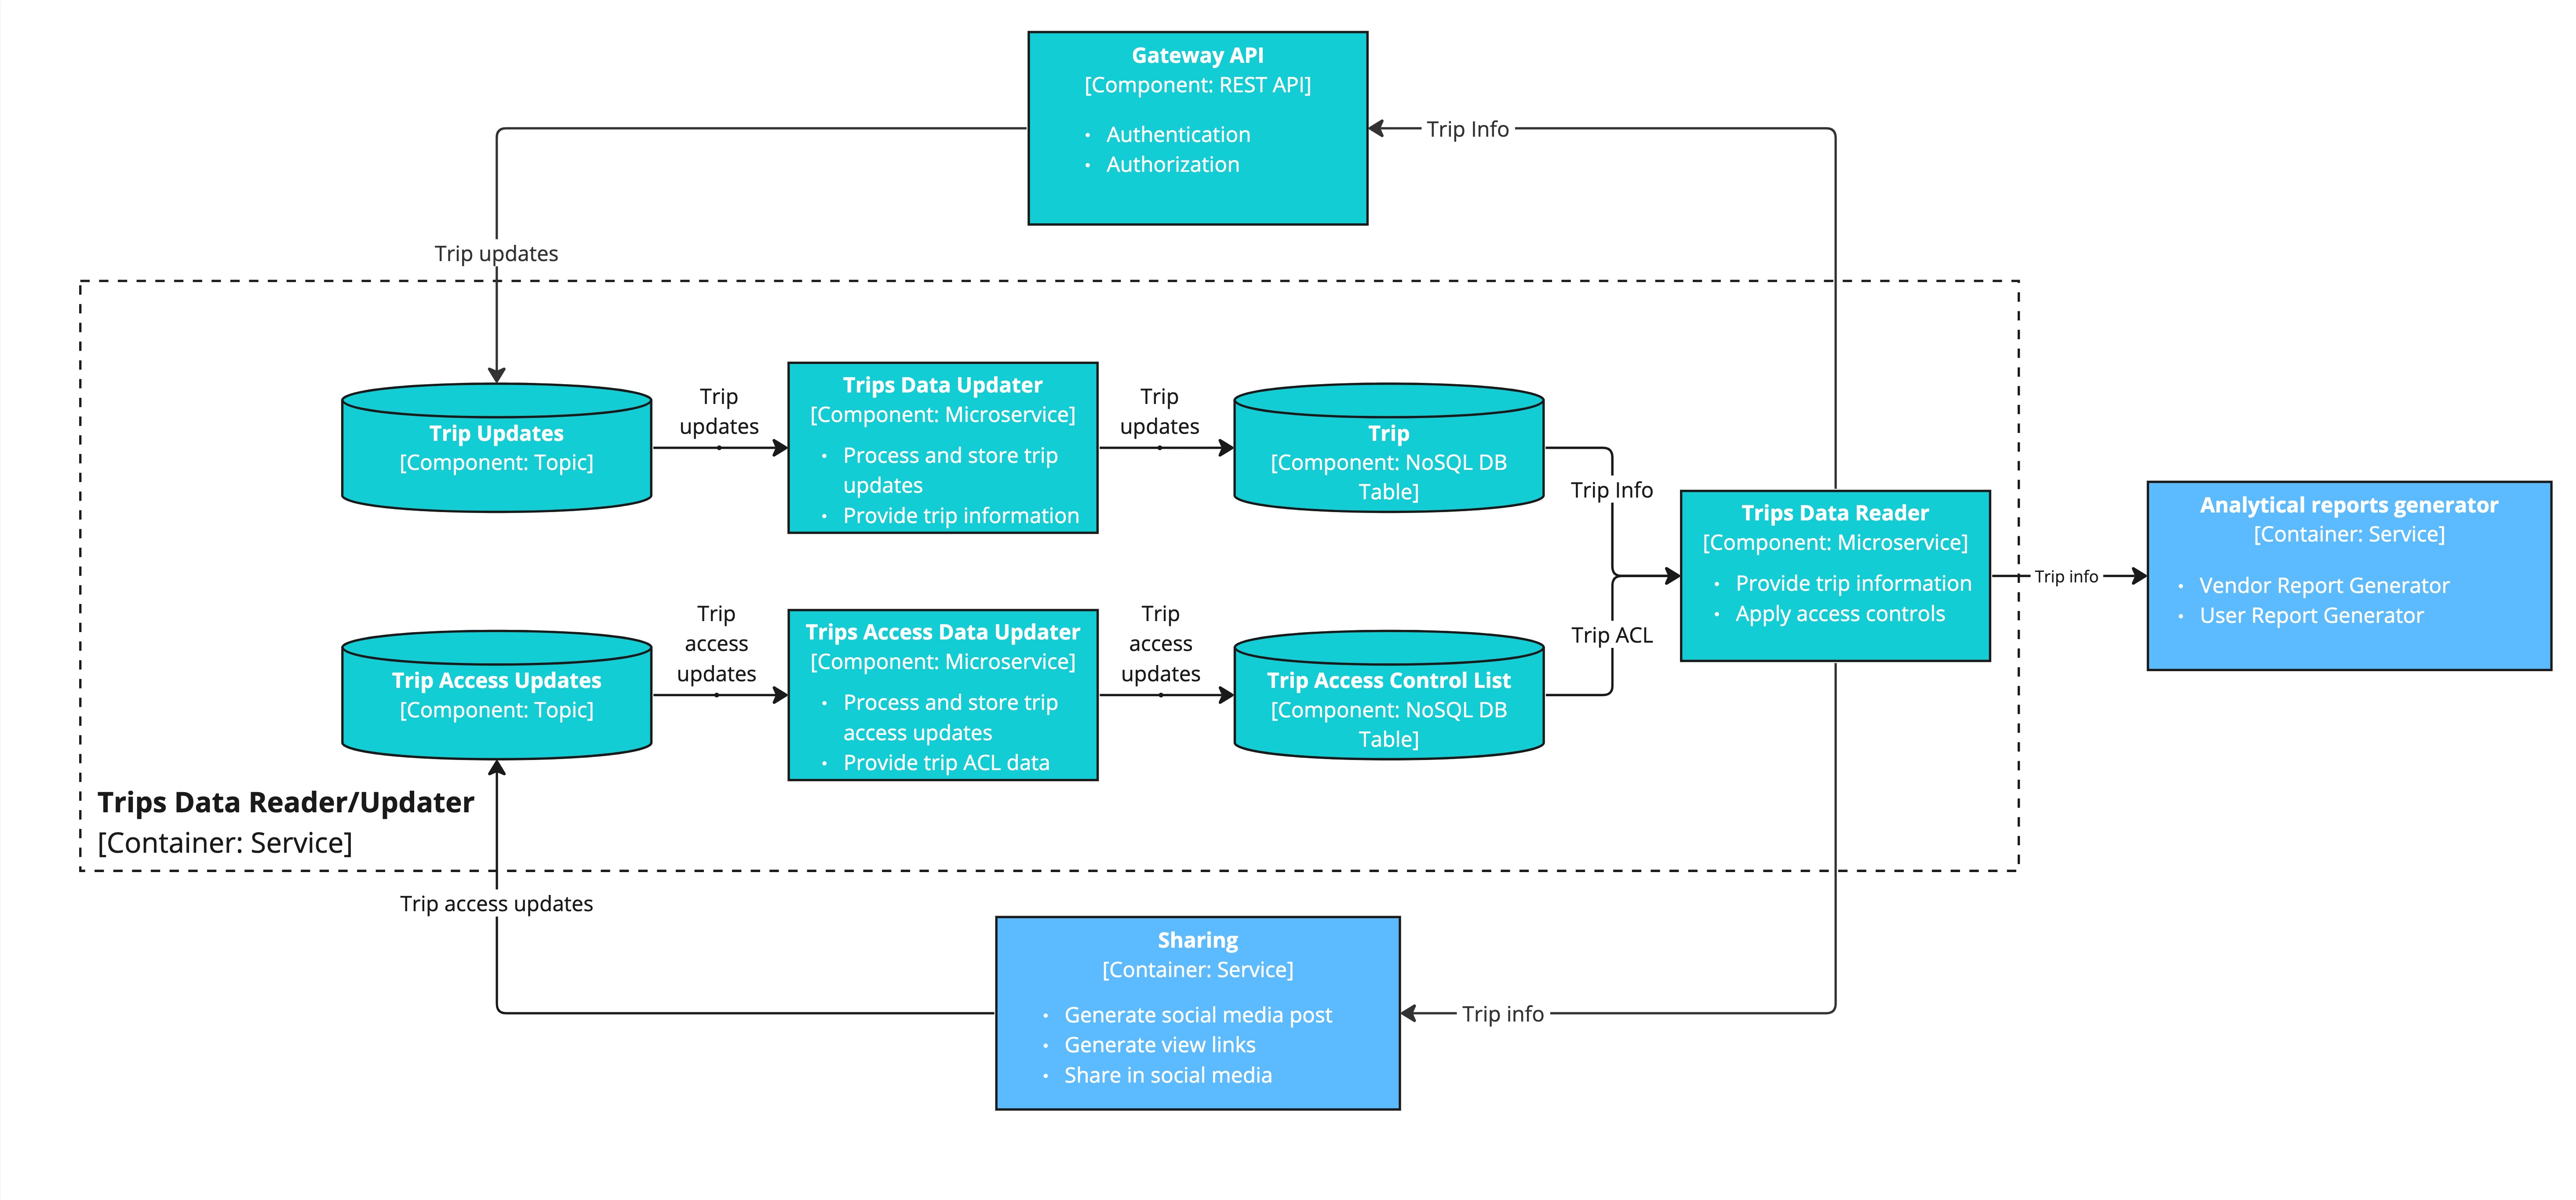 Gateway API
[Component: REST API]
• Authentication
• Authorization
Trip Info
Trip updates
Trip Updates
[Component: Topic]
Trip
updates
Trips Data Updater
[Component: Microservice]
• Process and store trip
updates
• Provide trip information
Trip
updates
Trip
[Component: NoSQL DB
Table]
Trip Info
Trip ACL
Trips Data Reader
[Component: Microservice]
• Provide trip information
• Apply access controls
Trip info
Analytical reports generator
[Container: Service]
• Vendor Report Generator
• User Report Generator
Trip Access Updates
[Component: Topic]
Trip
access
updates
Trips Access Data Updater
[Component: Microservice]
• Process and store trip
access updates
• Provide trip ACL data
Trip
access
updates
Trip Access Control List
[Component: NoSQL DB
Table]
Trips Data Reader/Updater
[Container: Service]
Trip access updates
Sharing
[Container: Service]
• Generate social media post
• Generate view links
• Share in social media
Trip info